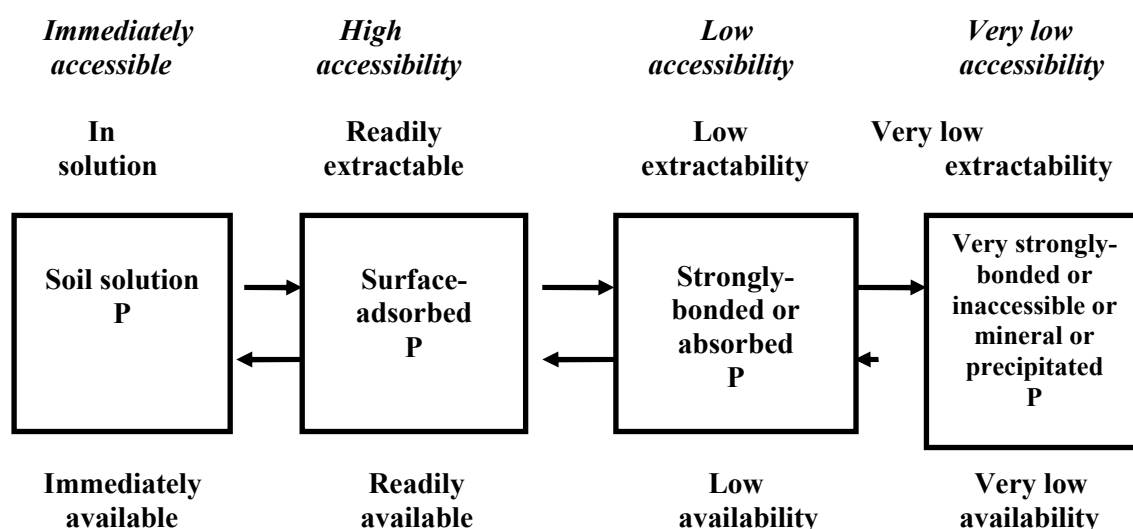 Immediately
accessible
High
accessibility
Low
accessibility
Very low
accessibility
In
solution
Readily
extractable
Low
extractability
Very low
extractability
Soil solution
P
Surface-
adsorbed
P
Strongly-
bonded or
absorbed
P
Very strongly-
bonded or
inaccessible or
mineral or
precipitated
P
Immediately
available
Readily
available
Low
availability
Very low
availability